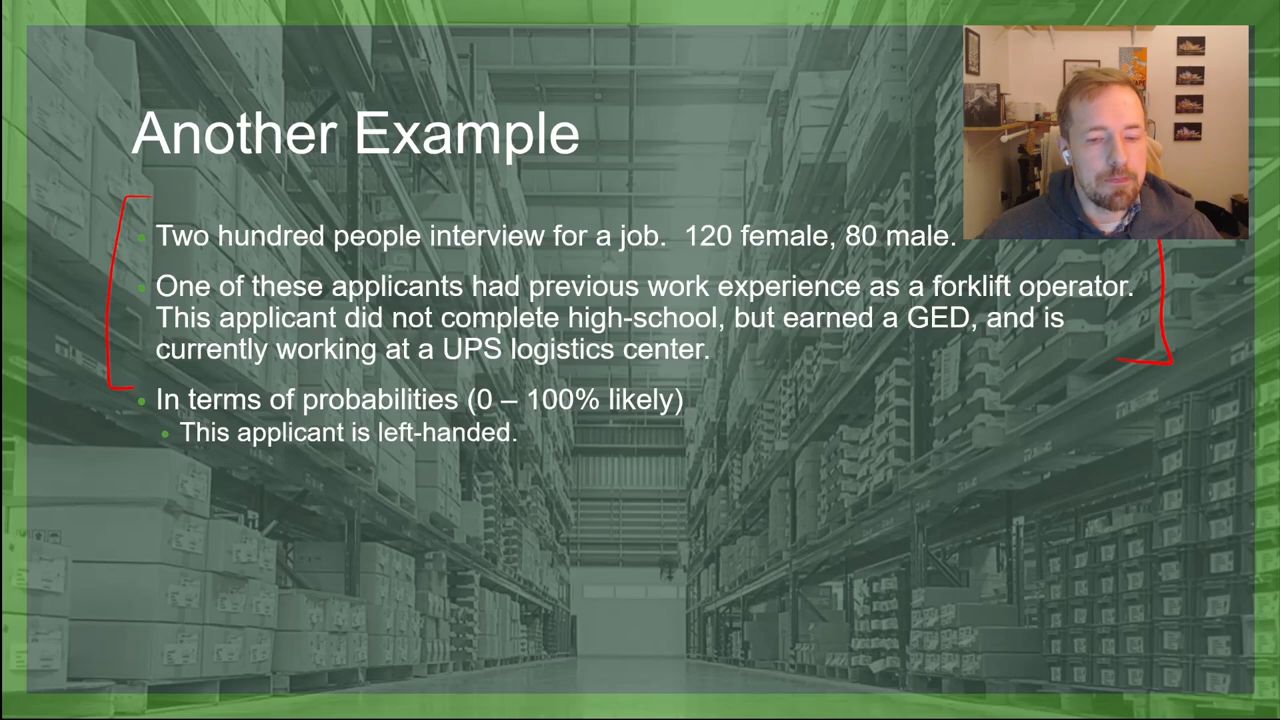 Another Example
Two hundred people interview for a job.  120 female, 80 male.
One of these applicants had previous work experience as a forklift operator.
This applicant did not complete high-school, but earned a GED, and is
currently working at a UPS logistics center.
In terms of probabilities (0 – 100% likely)
This applicant is left-handed.